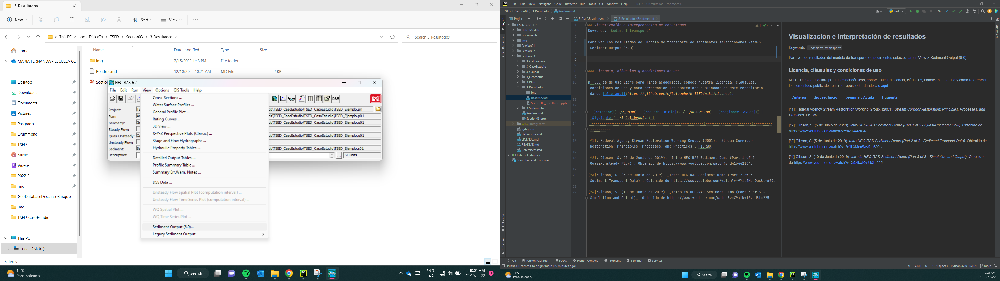 3_Resultados
New
Sort
View
This PC > Local Disk (C:) > TSED > Section03 > 3_Resultados >
Search 3_Resultados
Name
Date modified
Type
Size
Home
MARIA FERNANDA - ESCUELA CO
Desktop
Downloads
Documents
Pictures
Posgrado
Drummond
TSED
Music
Videos
2022-2
Img
GeoDatabaseDescansoSur.gdb
Img
TSED_CasoEstudio
This PC
Local Disk (C:)
3 items
Img 7/15/2022 1:48 PM File folder
Readme.md 12/10/2022 10:21 AM MD File 2 KB
Section
HEC-RAS 6.2
File Edit Run View Options GIS Tools Help
DSS
Project:
ds\TSED_CasoEstudio\TSED_CasoEstudio\TSED_Ejemplo.prj
Plan:
ds\TSED_CasoEstudio\TSED_CasoEstudio\TSED_Ejemplo.p01
Geometry:
ds\TSED_CasoEstudio\TSED_CasoEstudio\TSED_Ejemplo.g01
Steady Flow:
Quasi Unsteady:
ds\TSED_CasoEstudio\TSED_CasoEstudio\TSED_Ejemplo.q01
Unsteady Flow:
Sediment:
ds\TSED_CasoEstudio\TSED_CasoEstudio\TSED_Ejemplo.s01
Description:
SI Units
Cross-Sections ...
Water Surface Profiles ...
General Profile Plot ...
Rating Curves ...
3D View ...
X-Y-Z Perspective Plots (Classic) ...
Stage and Flow Hydrographs ...
Hydraulic Property Tables ...
Detailed Output Tables ...
Profile Summary Table ...
Summary Err,Warn, Notes ...
DSS Data ...
Unsteady Flow Spatial Plot (computation interval) ...
Unsteady Flow Time Series Plot (computation interval) ...
WQ Spatial Plot ...
WQ Time Series Plot ...
Sediment Output (6.0)...
Legacy Sediment Output
14°C
Parc. soleado
Search
ENG
LAA
10:21 AM
12/10/2022
1
File Edit View Navigate Code Refactor Run Tools Git Window Help TSED - 3_Resultados\Readme.md
TSED > Section03 > 3_Resultados > Readme.md
test
Git:
Project
3_Plan\Readme.md
3_Resultados\Readme.md
Project
Pull Requests
Bookmarks
Structure
Notifications
TSED C:\TSED
DatosModelo
Documents
Img
Section01
Section02
Section03
3_Calibracion
3_CasoEstudio
3_Caudal
3_Geometria
3_Plan
3_Resultados
Img
Readme.md
Section03_Resultados.pptx
3_Sedimentos
Readme.md
Section03.pptx
venv library root
.gitignore
Definitions.md
LICENSE.md
README.md
References.md
External Libraries
Scratches and Consoles
1 ## Visualización e interpretación de resultados
2 Keywords: `Sediment transport`
3
4 Para ver los resultados del modelo de transporte de sedimentos seleccionamos View->
Sediment Output (6.0)...
5
6
7
8 ### Licencia, cláusulas y condiciones de uso
9
10 M.TSED es de uso libre para fines académicos, conoce nuestra licencia, cláusulas,
condiciones de uso y como referenciar los contenidos publicados en este repositorio,
dando [clic aquí](https://github.com/mflatouche/M.TSED/wiki/License).
11
12
13 | [Anterior](../3_Plan) | [:house: Inicio](../../README.md) | [:beginner: Ayuda]() |
[Siguiente](../3_Calibracion) |
14 |-----------------|---------------------------------|---------------------|---------
----------|
15
16 [^1]: Federal Agency Stream Restoration Working Group. (2001). _Stream Corridor
Restoration: Principles, Processes, and Practices_. FISRWG.
17
18 [^2]: Gibson, S. (5 de Junio de 2019). _Intro HEC-RAS Sediment Demo (Part 1 of 3 -
Quasi-Unsteady Flow)_. Obtenido de https://www.youtube.com/watch?v=d416442IC4c
19
20 [^3]:Gibson, S. (5 de Junio de 2019). _Intro HEC-RAS Sediment Demo (Part 2 of 3 -
Sediment Transport Data)_. Obtenido de https://www.youtube.com/watch?v=9YiL3Men9as&t=609s
21
22 [^4]:Gibson, S. (10 de Junio de 2019). _Intro to HEC-RAS Sediment Demo (Part 3 of 3 -
Simulation and Output)_. Obtenido de https://www.youtube.com/watch?v=X9xikwi0v-U&t=225s
1 4
Visualización e interpretación de resultados
Keywords: Sediment transport
Para ver los resultados del modelo de transporte de sedimentos seleccionamos View-> Sediment Output (6.0)...
Licencia, cláusulas y condiciones de uso
M.TSED es de uso libre para fines académicos, conoce nuestra licencia, cláusulas, condiciones de uso y como referenciar
los contenidos publicados en este repositorio, dando clic aquí.
Anterior :house: Inicio :beginner: Ayuda Siguiente
[^1]: Federal Agency Stream Restoration Working Group. (2001). Stream Corridor Restoration: Principles, Processes, and
Practices. FISRWG.
[^2]: Gibson, S. (5 de Junio de 2019). Intro HEC-RAS Sediment Demo (Part 1 of 3 - Quasi-Unsteady Flow). Obtenido de
https://www.youtube.com/watch?v=d416442IC4c
[^3]:Gibson, S. (5 de Junio de 2019). Intro HEC-RAS Sediment Demo (Part 2 of 3 - Sediment Transport Data). Obtenido de
https://www.youtube.com/watch?v=9YiL3Men9as&t=609s
[^4]:Gibson, S. (10 de Junio de 2019). Intro to HEC-RAS Sediment Demo (Part 3 of 3 - Simulation and Output). Obtenido
de https://www.youtube.com/watch?v=X9xikwi0v-U&t=225s
Git Python Packages TODO Python Console Problems Terminal Services
Pushed 1 commit to origin/main (19 minutes ago)
6:1 CRLF UTF-8 4 spaces Python 3.10 (TSED) main
14°C
Parc. soleado
Search
10:21 AM
12/10/2022